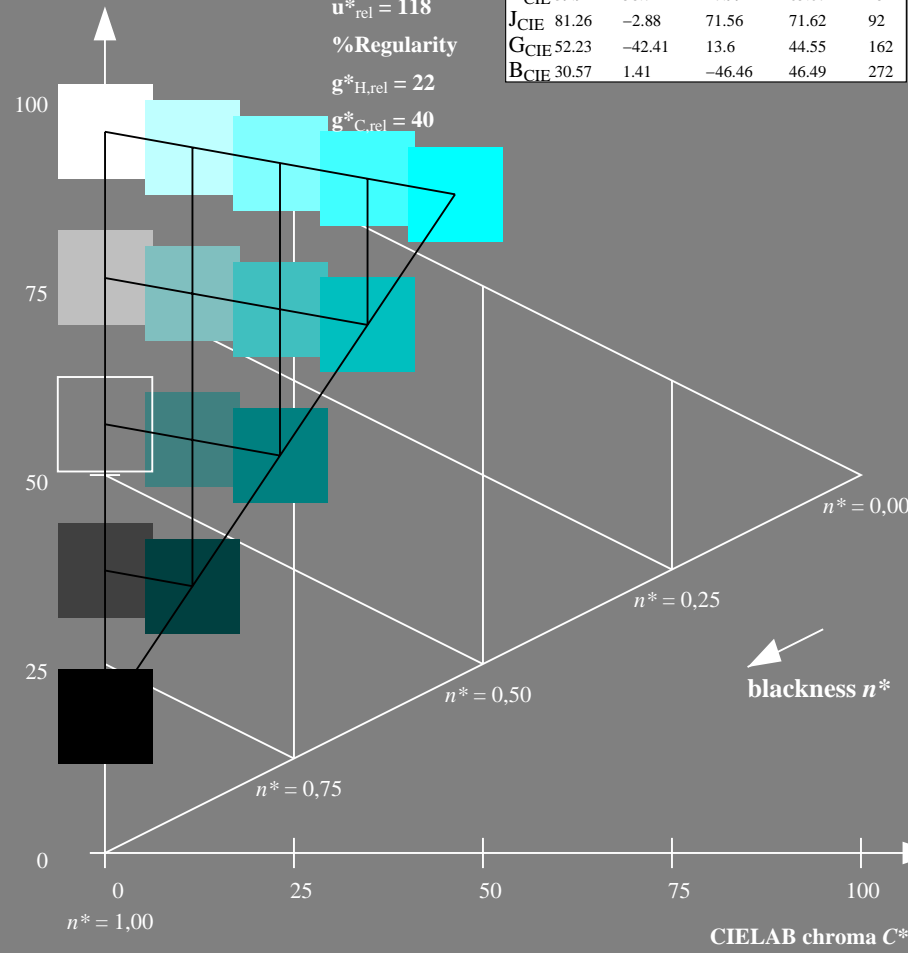 u*rel = 118
%Regularity
g*H,rel = 22
g*C,rel = 40
JCIE 81.26 −2.88 71.56 71.62 92
GCIE 52.23 −42.41 13.6 44.55 162
BCIE 30.57 1.41 −46.46 46.49 272
100
75
50
25
0
n* = 0,00
n* = 0,25
blackness n*
n* = 0,50
n* = 0,75
0 25 50 75 100
n* = 1,00
CIELAB chroma C*